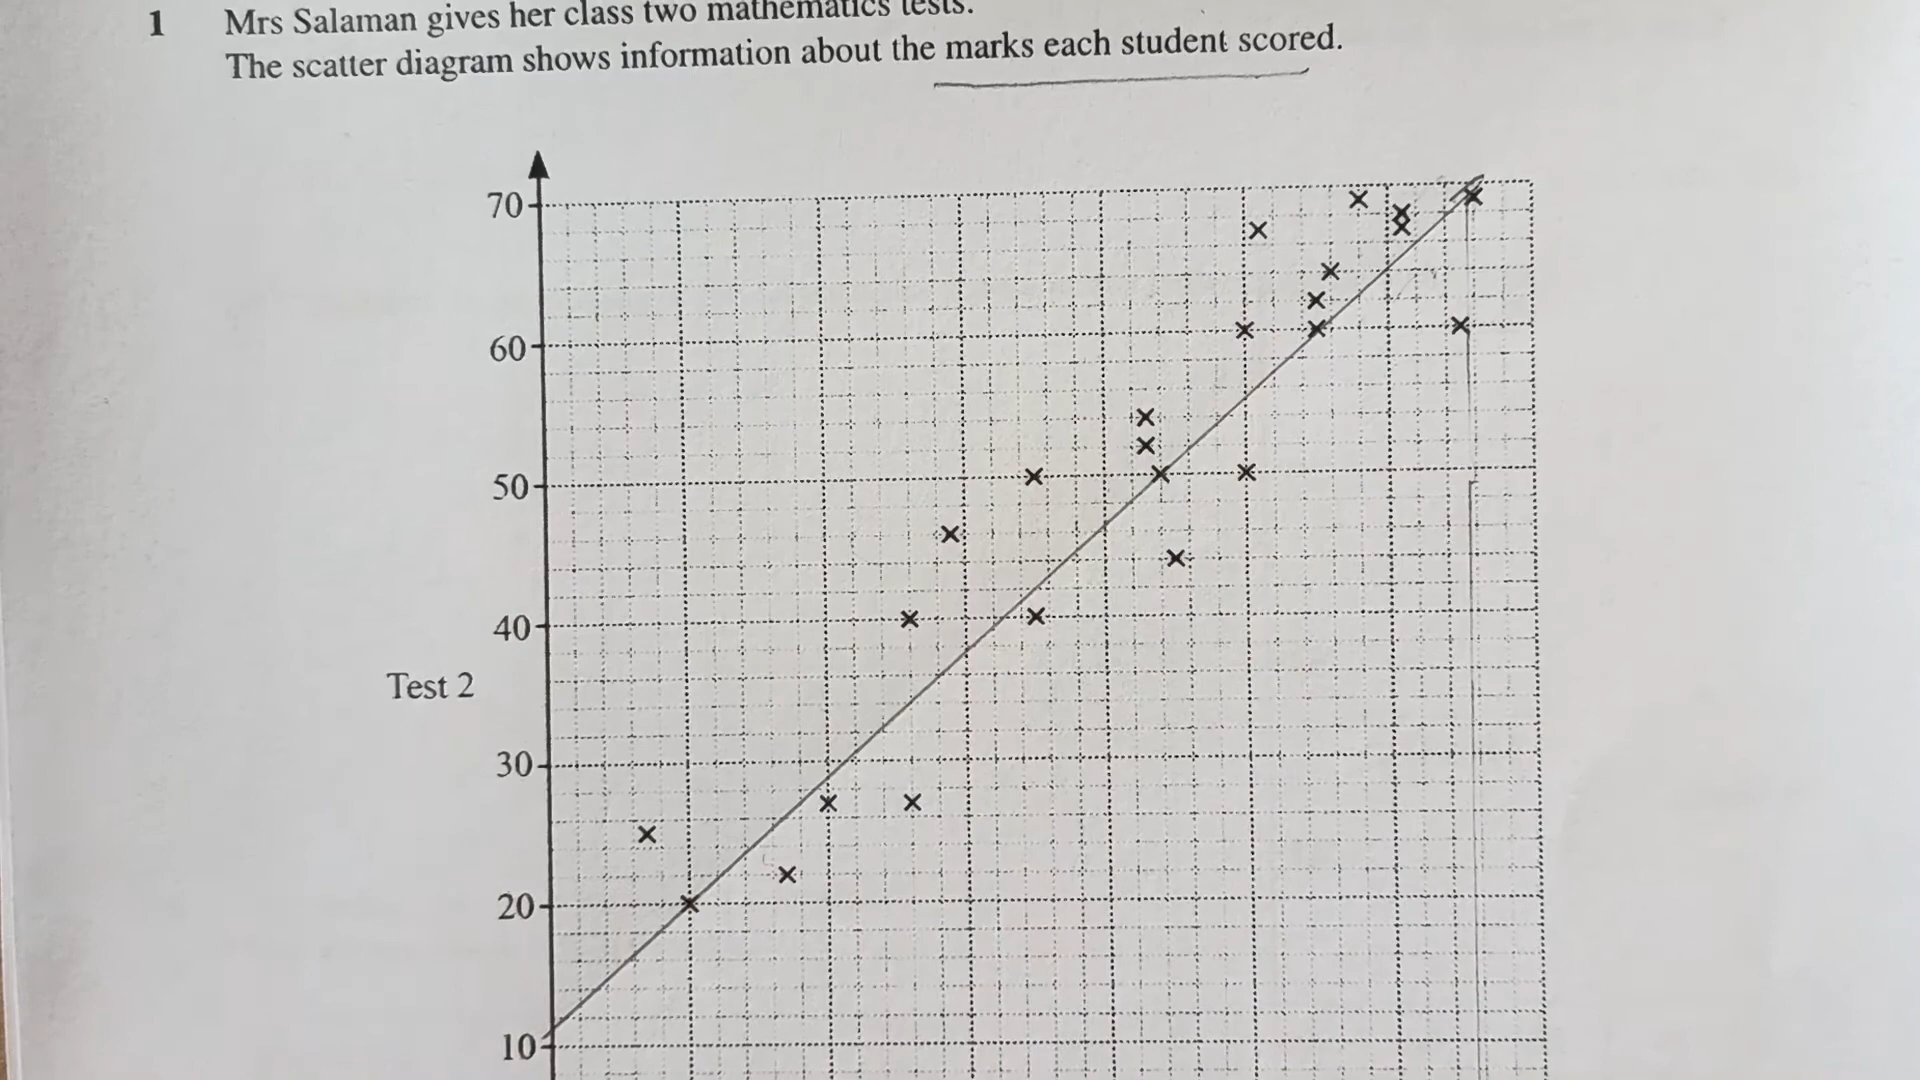 1 Mrs Salaman gives her class two mathematics tests.
The scatter diagram shows information about the marks each student scored.
70
60
50
40
Test 2
30
20
10